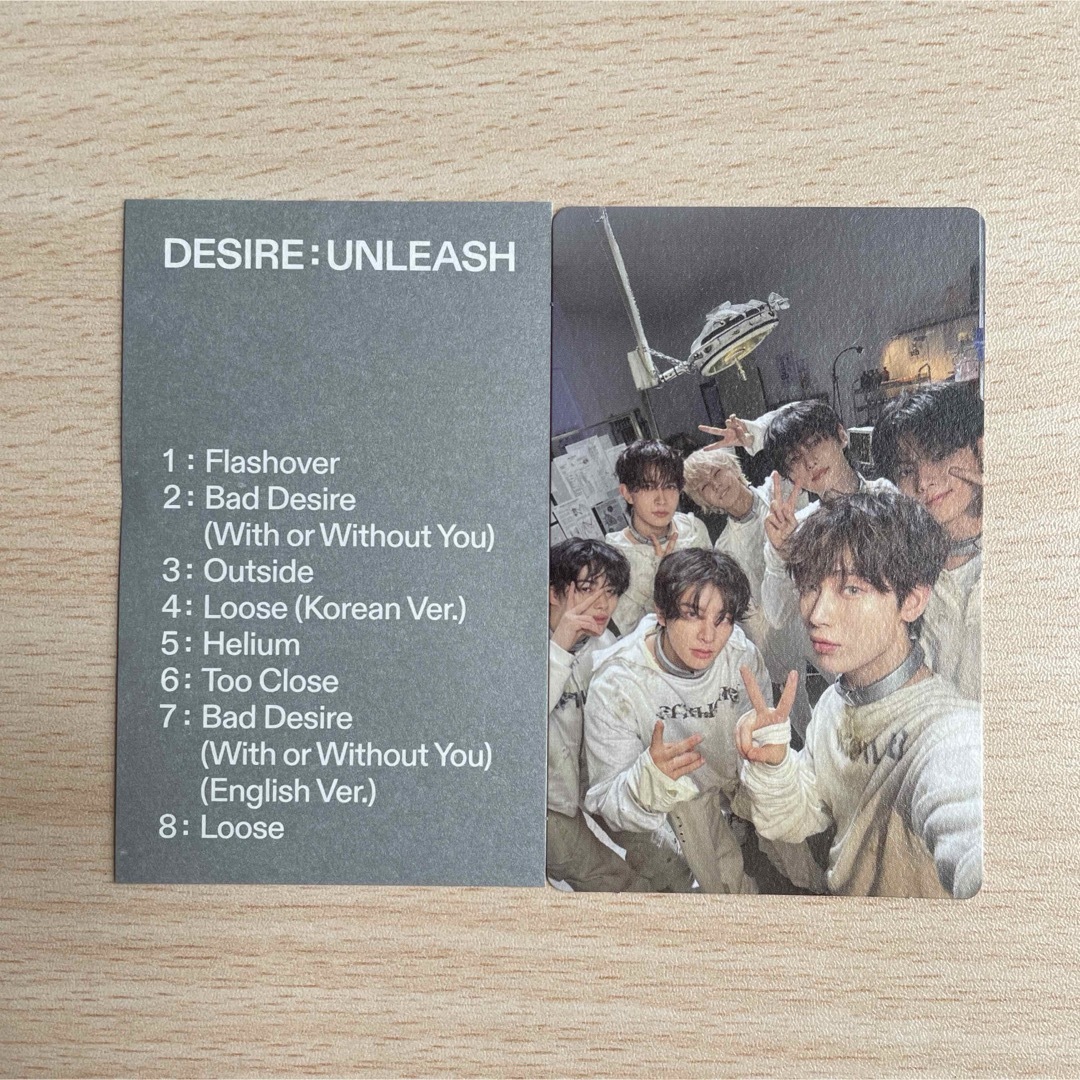 DESIRE : UNLEASH
1 : Flashover
2 : Bad Desire
(With or Without You)
3 : Outside
4 : Loose (Korean Ver.)
5 : Helium
6 : Too Close
7 : Bad Desire
(With or Without You)
(English Ver.)
8 : Loose